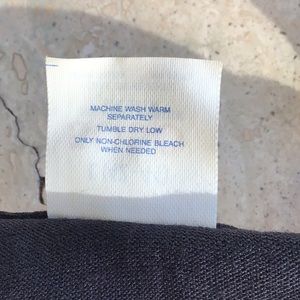 MACHINE WASH WARM
SEPARATELY
TUMBLE DRY LOW
ONLY NON-CHLORINE BLEACH
WHEN NEEDED